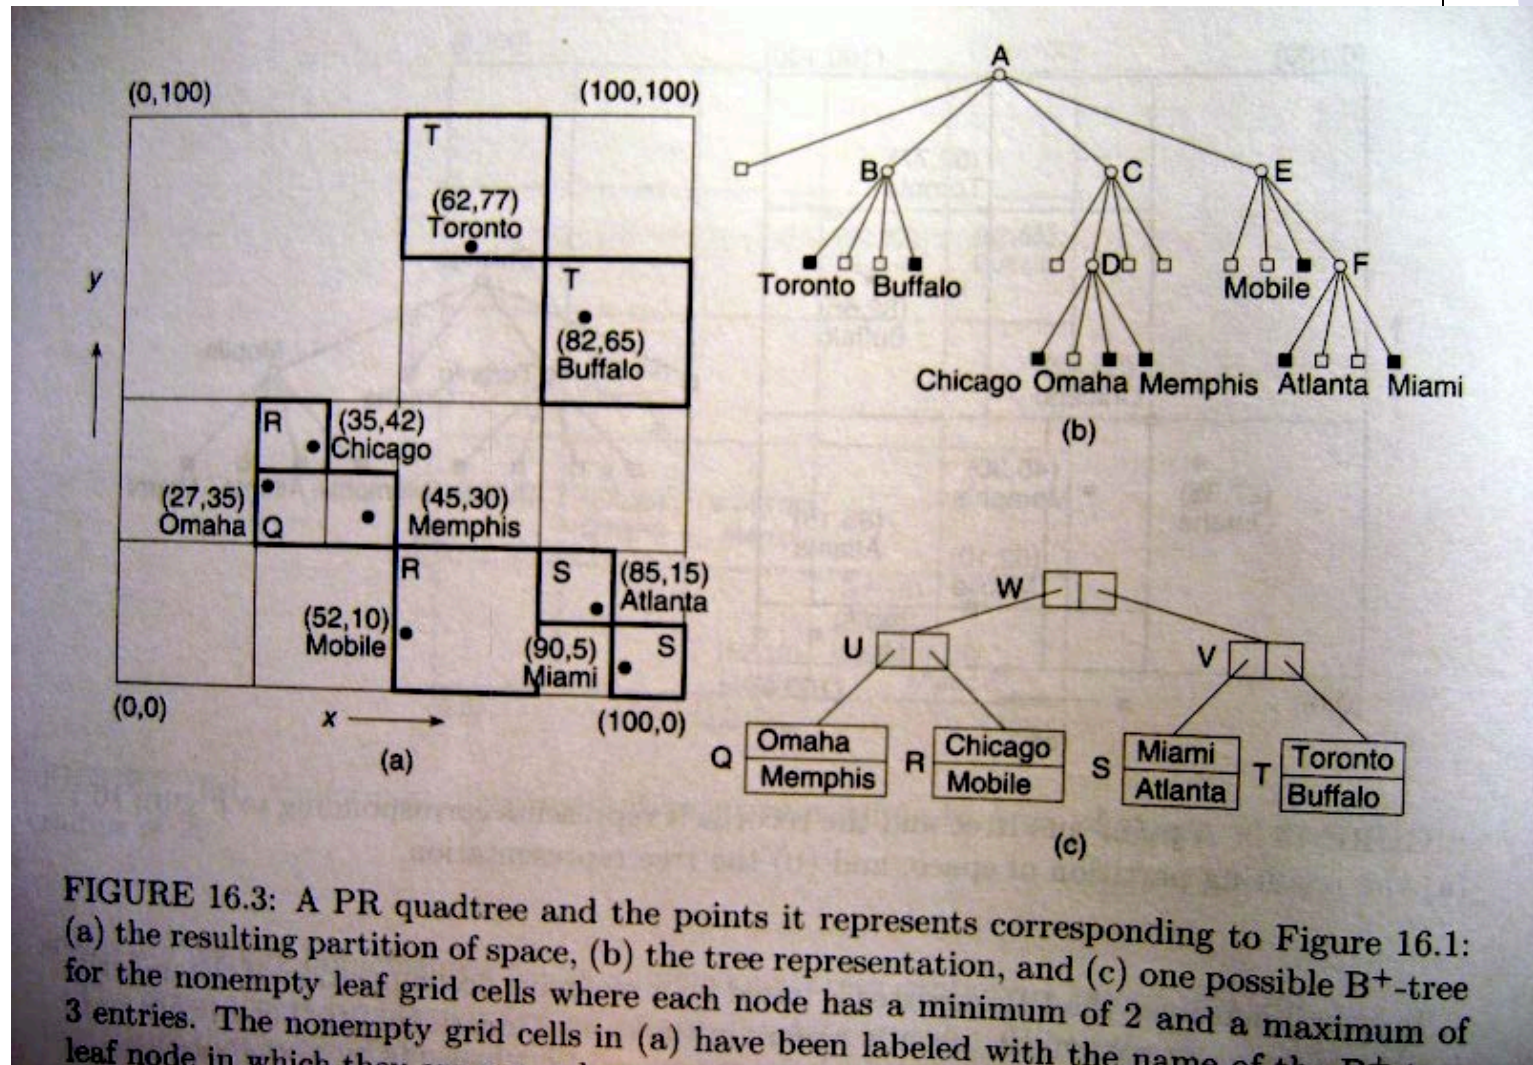 (0,100)
(100,100)
T
(62,77)
Toronto
T
(82,65)
Buffalo
y
R
(35,42)
Chicago
(27,35)
Omaha
Q
(45,30)
Memphis
R
S
(85,15)
Atlanta
(52,10)
Mobile
(90,5)
Miami
S
(0,0)
x
(100,0)
(a)
A
B
C
E
Toronto Buffalo
D
Mobile
F
Chicago Omaha Memphis Atlanta Miami
(b)
W
U
V
Q
Omaha
Memphis
R
Chicago
Mobile
S
Miami
Atlanta
T
Toronto
Buffalo
(c)
FIGURE 16.3: A PR quadtree and the points it represents corresponding to Figure 16.1:
(a) the resulting partition of space, (b) the tree representation, and (c) one possible B+-tree
for the nonempty leaf grid cells where each node has a minimum of 2 and a maximum of
3 entries. The nonempty grid cells in (a) have been labeled with the name of the B+
leaf node in which they